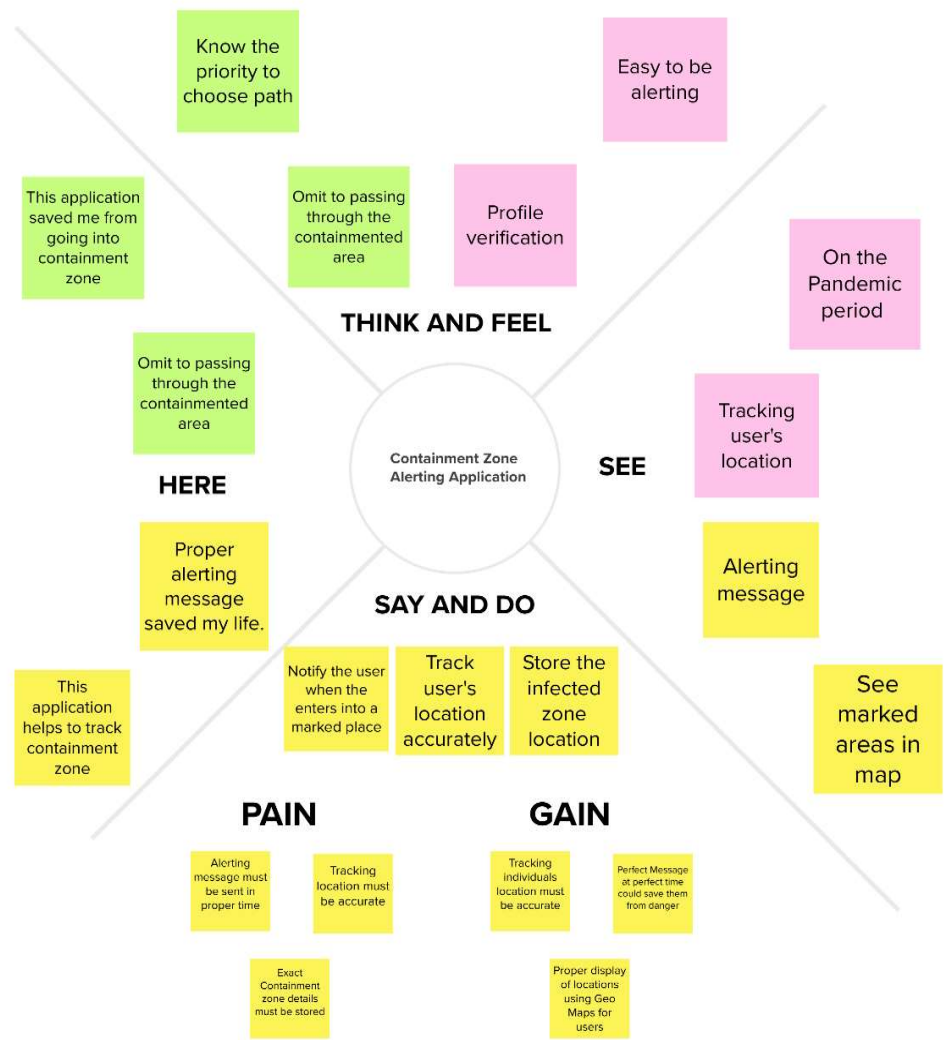 Know the
priority to
choose path
Easy to be
alerting
This application
saved me from
going into
containment
zone
Omit to passing
through the
containmented
area
Profile
verification
On the
Pandemic
period
THINK AND FEEL
Omit to passing
through the
containmented
area
Tracking
user's
location
Containment Zone
Alerting Application
SEE
HERE
Proper
alerting
message
saved my life.
Alerting
message
SAY AND DO
This
application
helps to track
containment
zone
Notify the user
when the
enters into a
marked place
Track
user's
location
accurately
Store the
infected
zone
location
See
marked
areas in
map
PAIN
GAIN
Alerting
message must
be sent in
proper time
Tracking
location must
be accurate
Tracking
individuals
location must
be accurate
Perfect Message
at perfect time
could save them
from danger
Exact
Containment
zone details
must be stored
Proper display
of locations
using Geo
Maps for
users